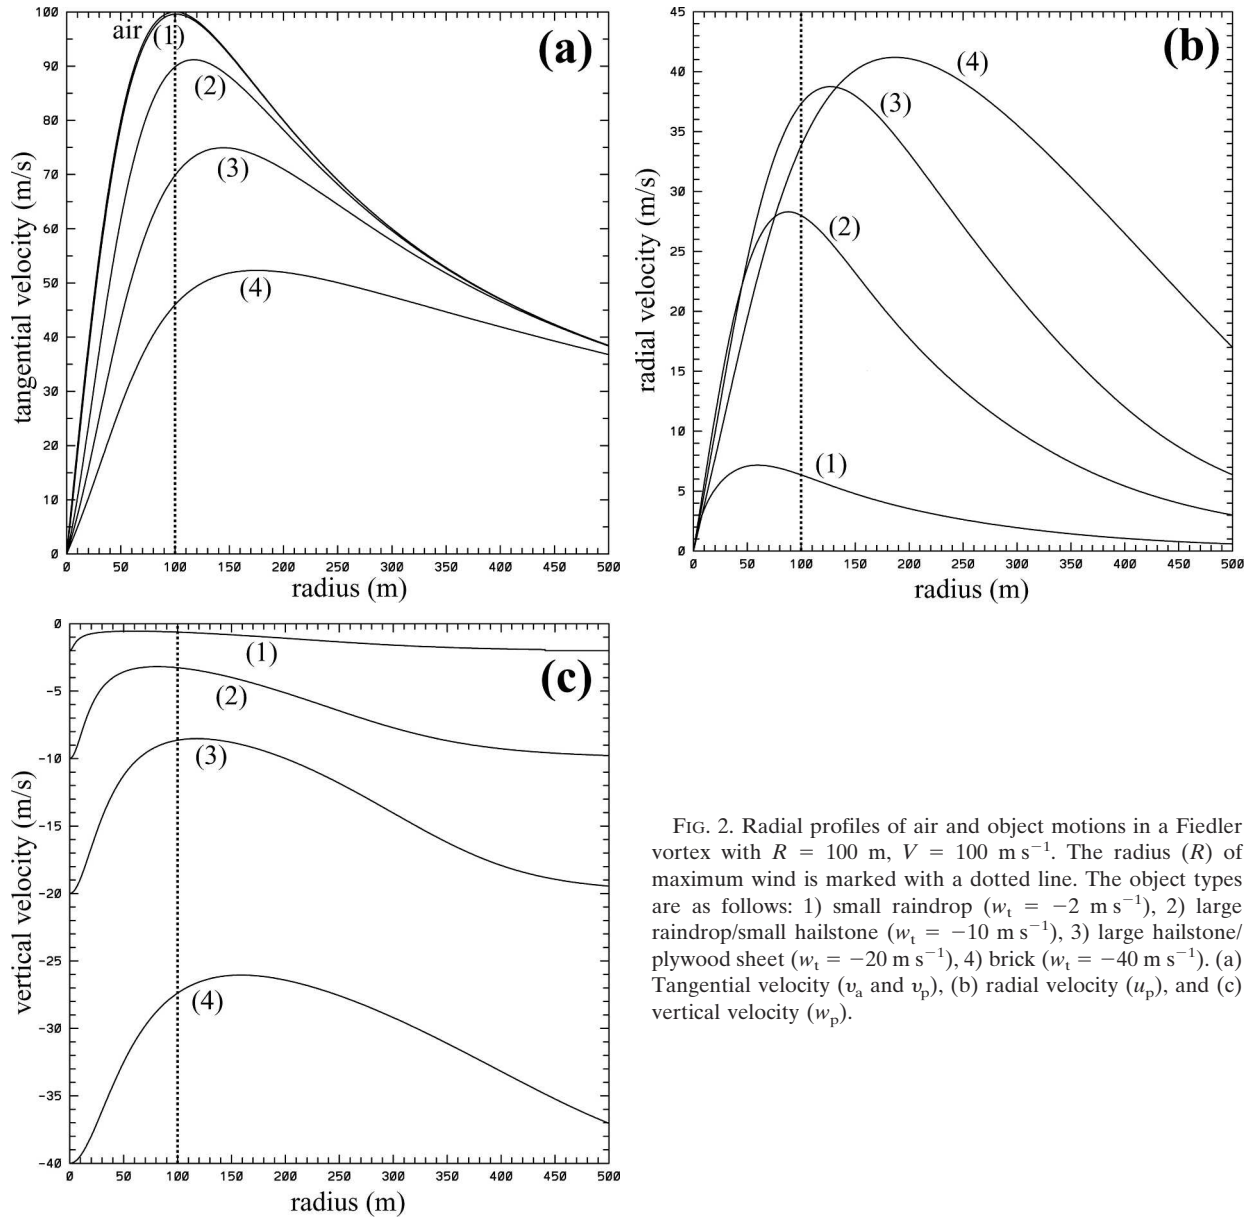 100
90
80
70
60
50
40
30
20
10
0
tangential velocity (m/s)
air
(1)
(2)
(3)
(4)
(a)
0 50 100 150 200 250 300 350 400 450 500
radius (m)
45
40
35
30
25
20
15
10
5
0
radial velocity (m/s)
(b)
(4)
(3)
(2)
(1)
0 50 100 150 200 250 300 350 400 450 500
radius (m)
0
-5
-10
-15
-20
-25
-30
-35
-40
vertical velocity (m/s)
(1)
(2)
(3)
(4)
(c)
0 50 100 150 200 250 300 350 400 450 500
radius (m)
FIG. 2. Radial profiles of air and object motions in a Fiedler
vortex with R = 100 m, V = 100 m s⁻¹. The radius (R) of
maximum wind is marked with a dotted line. The object types
are as follows: 1) small raindrop (wₜ = −2 m s⁻¹), 2) large
raindrop/small hailstone (wₜ = −10 m s⁻¹), 3) large hailstone/
plywood sheet (wₜ = −20 m s⁻¹), 4) brick (wₜ = −40 m s⁻¹). (a)
Tangential velocity (υₐ and υₚ), (b) radial velocity (uₚ), and (c)
vertical velocity (wₚ).